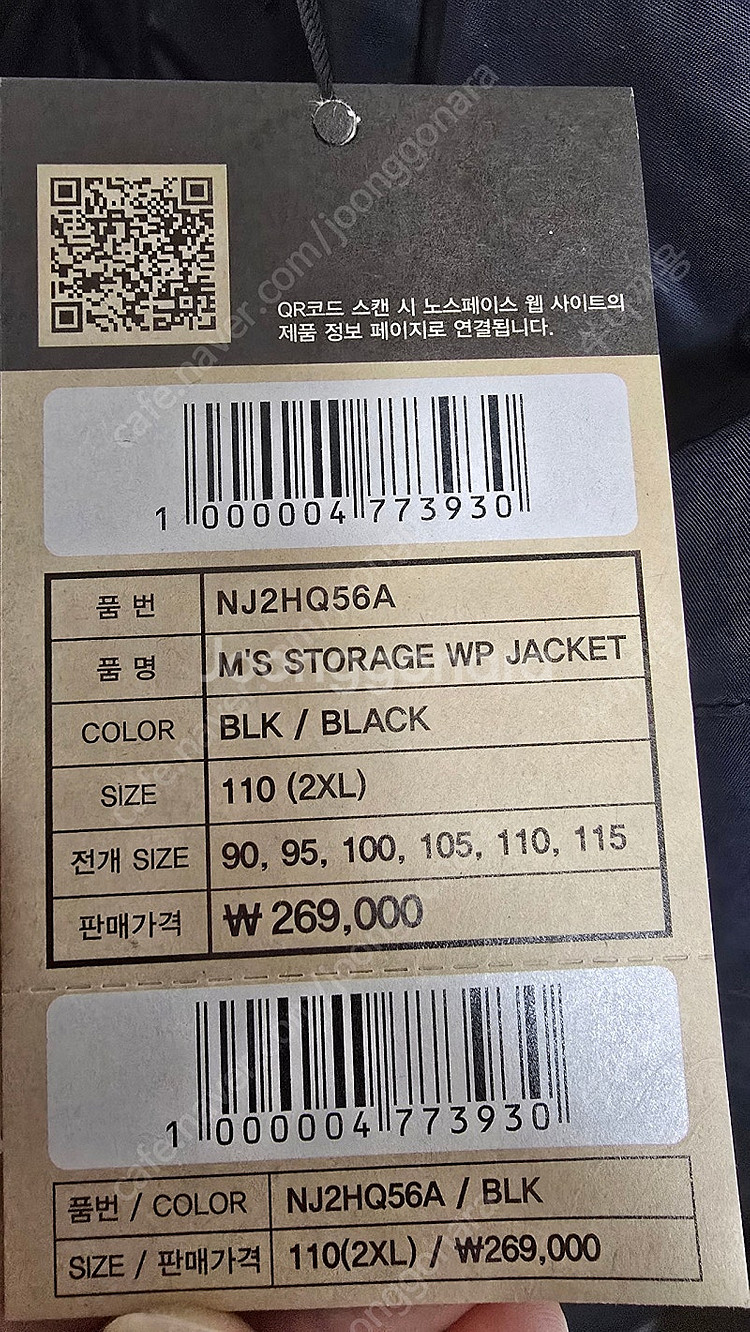 QR코드 스캔 시 노스페이스 웹 사이트의
제품 정보 페이지로 연결됩니다.
1 000004 773930
품 번 NJ2HQ56A
품 명 M'S STORAGE WP JACKET
COLOR BLK / BLACK
SIZE 110 (2XL)
전개 SIZE 90, 95, 100, 105, 110, 115
판매가격 ₩ 269,000
1 000004 773930
품번 / COLOR NJ2HQ56A / BLK
SIZE / 판매가격 110(2XL) / ₩269,000
cafe.naver.com/joonggonara
Joonggonara